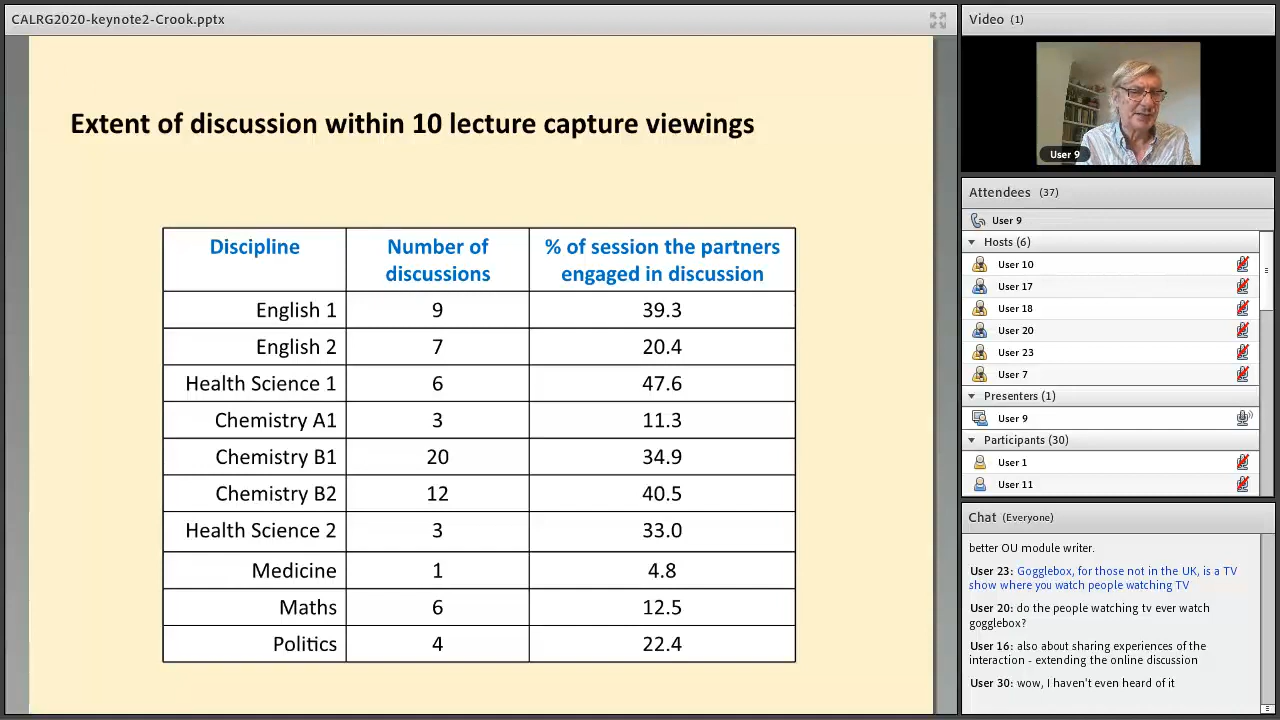 CALRG2020-keynote2-Crook.pptx
Extent of discussion within 10 lecture capture viewings
Discipline
Number of discussions
% of session the partners engaged in discussion
English 1 9 39.3
English 2 7 20.4
Health Science 1 6 47.6
Chemistry A1 3 11.3
Chemistry B1 20 34.9
Chemistry B2 12 40.5
Health Science 2 3 33.0
Medicine 1 4.8
Maths 6 12.5
Politics 4 22.4
Video (1)
User 9
Attendees (37)
User 9
Hosts (6)
User 10
User 17
User 18
User 20
User 23
User 7
Presenters (1)
User 9
Participants (30)
User 1
User 11
Chat (Everyone)
better OU module writer.
User 23: Gogglebox, for those not in the UK, is a TV
show where you watch people watching TV
User 20: do the people watching tv ever watch
gogglebox?
User 16: also about sharing experiences of the
interaction - extending the online discussion
User 30: wow, I haven't even heard of it